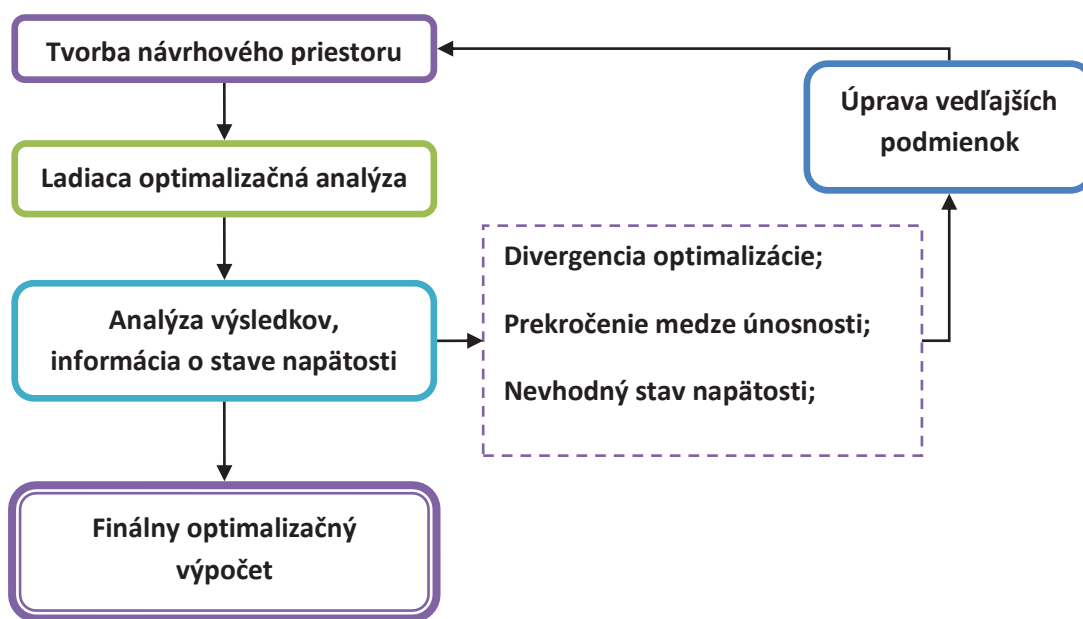 Tvorba návrhového priestoru
Úprava vedľajších
podmienok
Ladiaca optimalizačná analýza
Analýza výsledkov,
informácia o stave napätosti
Divergencia optimalizácie;
Prekročenie medze únosnosti;
Nevhodný stav napätosti;
Finálny optimalizačný
výpočet